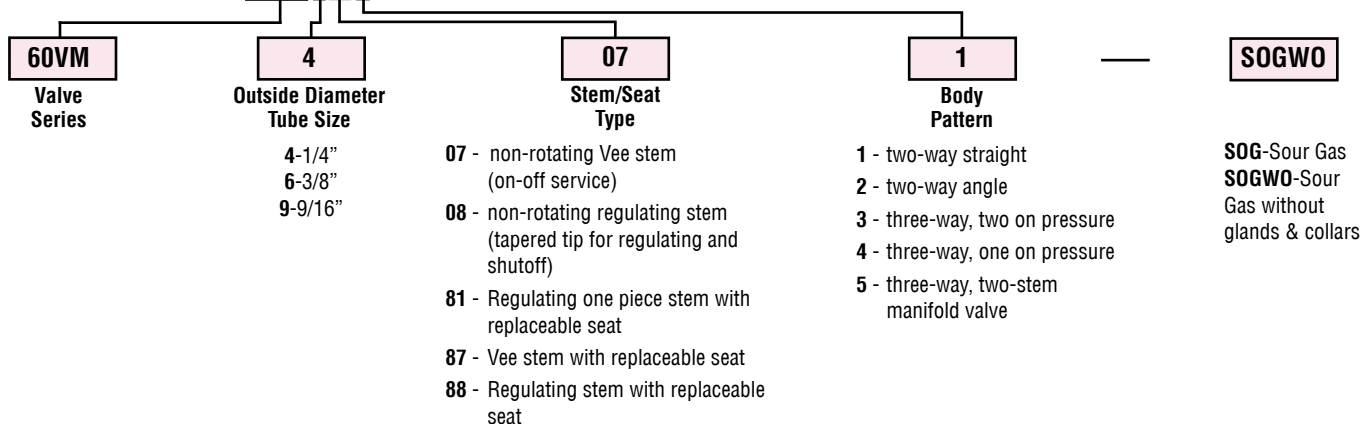 60VM
Valve
Series
4
Outside Diameter
Tube Size
4-1/4”
6-3/8”
9-9/16”
07
Stem/Seat
Type
07 - non-rotating Vee stem
(on-off service)
08 - non-rotating regulating stem
(tapered tip for regulating and
shutoff)
81 - Regulating one piece stem with
replaceable seat
87 - Vee stem with replaceable seat
88 - Regulating stem with replaceable
seat
1
Body
Pattern
1 - two-way straight
2 - two-way angle
3 - three-way, two on pressure
4 - three-way, one on pressure
5 - three-way, two-stem
manifold valve
—
SOGWO
SOG-Sour Gas
SOGWO-Sour
Gas without
glands & collars